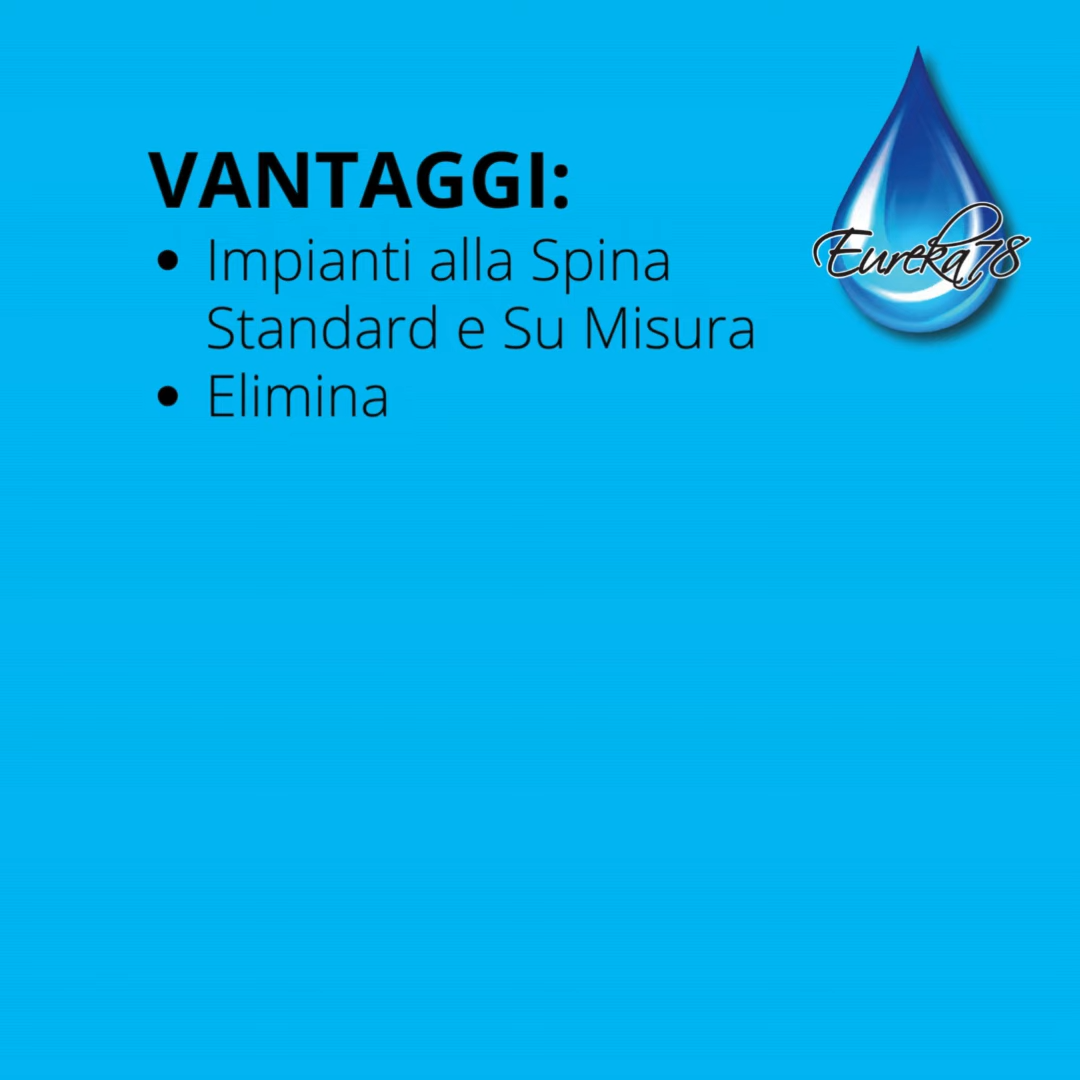 VANTAGGI:
• Impianti alla Spina
Standard e Su Misura
• Elimina
Eureka78